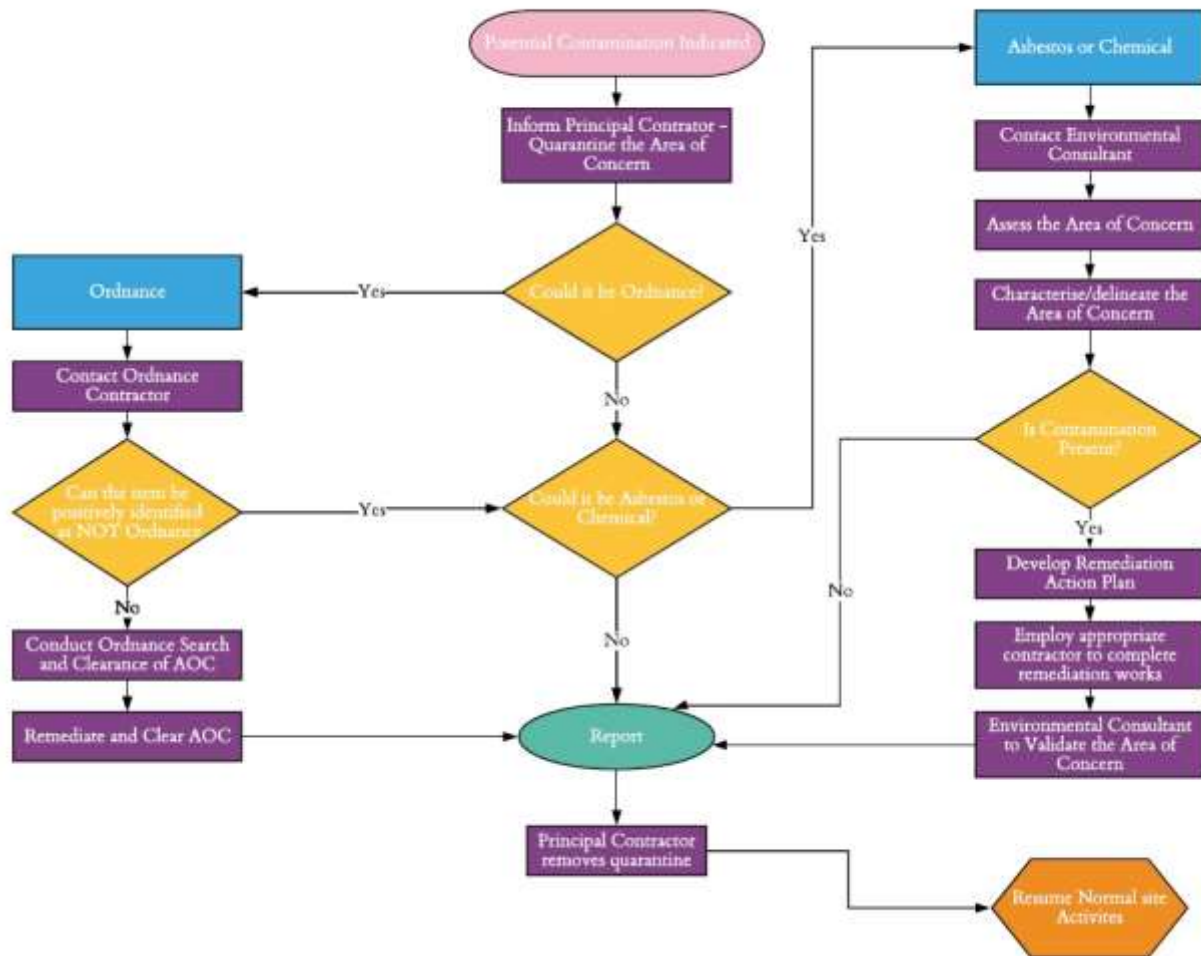 Potential Contamination Indicated
Inform Principal Contrator -
Quarantine the Area of
Concern
Could it be Ordnance?
Yes
No
Ordnance
Contact Ordnance
Contractor
Can the item be
positively identified
as NOT Ordnance
Yes
No
Conduct Ordnance Search
and Clearance of AOC
Remediate and Clear AOC
Could it be Asbestos or
Chemical?
Yes
No
Asbestos or Chemical
Contact Environmental
Consultant
Assess the Area of Concern
Characterise/delineate the
Area of Concern
Is Contamination
Present?
No
Yes
Develop Remediation
Action Plan
Employ appropriate
contractor to complete
remediation works
Environmental Consultant
to Validate the Area of
Concern
Report
Principal Contractor
removes quarantine
Resume Normal site
Activites